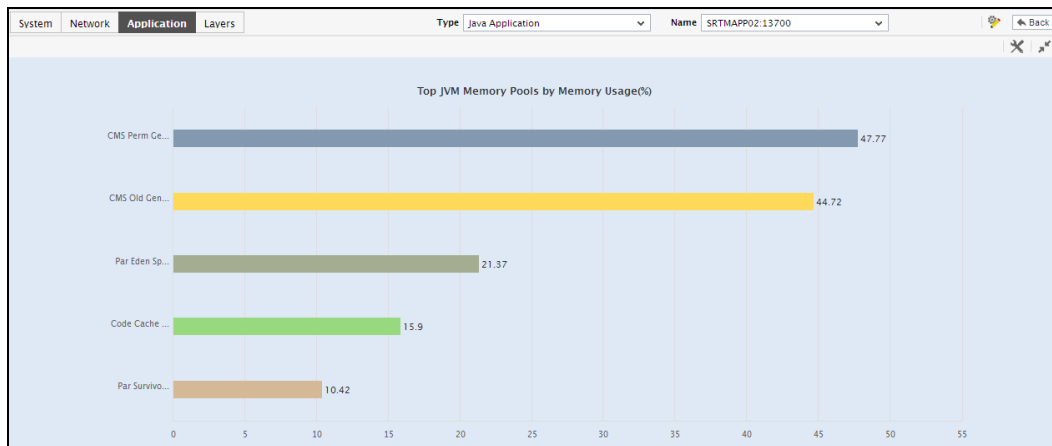 System Network Application Layers Type Java Application Name SRTMAPP02:13700 Back
Top JVM Memory Pools by Memory Usage(%)
CMS Perm Ge... 47.77
CMS Old Gen... 44.72
Par Eden Sp... 21.37
Code Cache ... 15.9
Par Survivo... 10.42
0 5 10 15 20 25 30 35 40 45 50 55